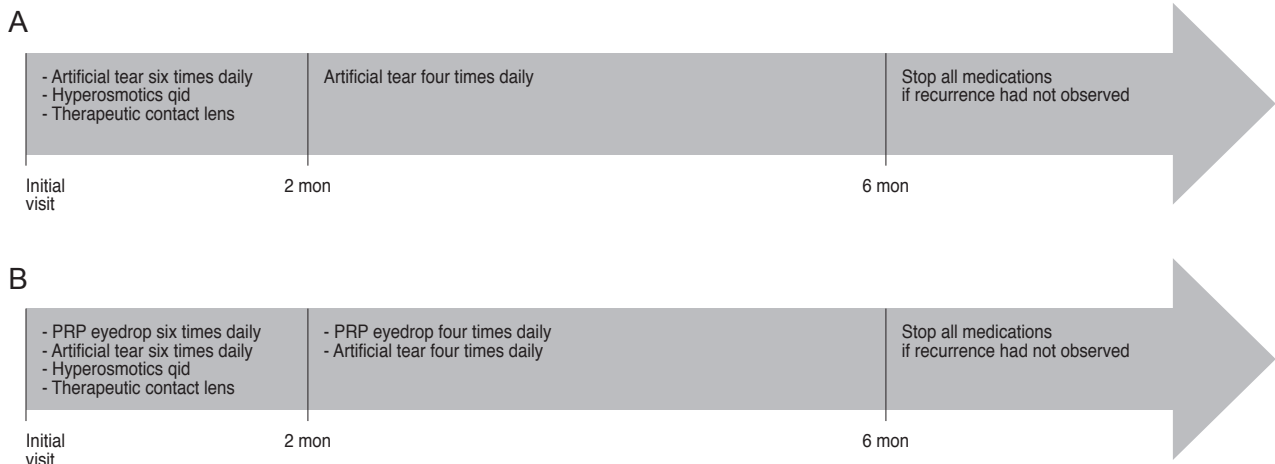 A
- Artificial tear six times daily
- Hyperosmotics qid
- Therapeutic contact lens
Artificial tear four times daily
Stop all medications
if recurrence had not observed
Initial
visit
2 mon
6 mon
B
- PRP eyedrop six times daily
- Artificial tear six times daily
- Hyperosmotics qid
- Therapeutic contact lens
- PRP eyedrop four times daily
- Artificial tear four times daily
Stop all medications
if recurrence had not observed
Initial
visit
2 mon
6 mon